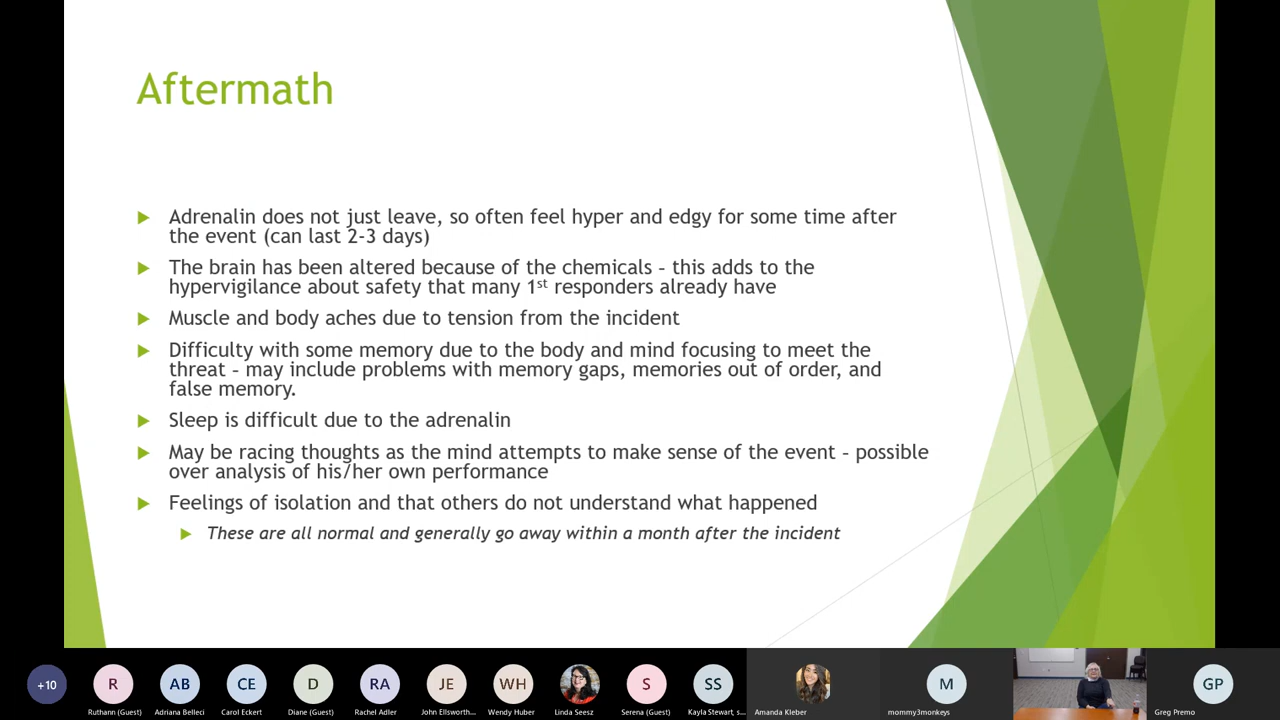 Aftermath
Adrenalin does not just leave, so often feel hyper and edgy for some time after
the event (can last 2-3 days)
The brain has been altered because of the chemicals – this adds to the
hypervigilance about safety that many 1st responders already have
Muscle and body aches due to tension from the incident
Difficulty with some memory due to the body and mind focusing to meet the
threat – may include problems with memory gaps, memories out of order, and
false memory.
Sleep is difficult due to the adrenalin
May be racing thoughts as the mind attempts to make sense of the event – possible
over analysis of his/her own performance
Feelings of isolation and that others do not understand what happened
These are all normal and generally go away within a month after the incident
+10 R AB CE D RA JE WH S SS M GP
Ruthann (Guest) Adriana Belleci Carol Eckert Diane (Guest) Rachel Adler John Ellsworth... Wendy Huber Linda Seesz Serena (Guest) Kayla Stewart, s... Amanda Kleber mommy3monkeys Greg Premo